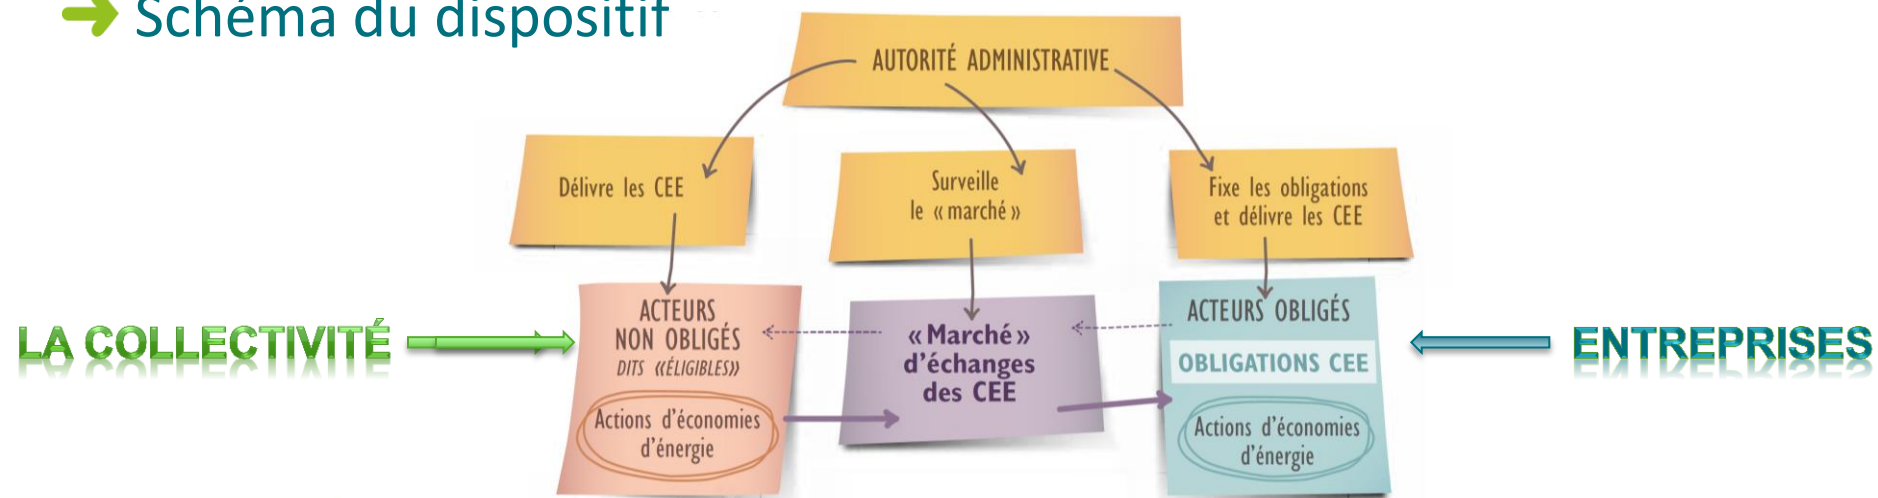 Schéma du dispositif
AUTORITÉ ADMINISTRATIVE
Délivre les CEE
Surveille
le « marché »
Fixe les obligations
et délivre les CEE
LA COLLECTIVITÉ
ACTEURS
NON OBLIGÉS
DITS «ÉLIGIBLES»
Actions d'économies
d'énergie
« Marché »
d'échanges
des CEE
ACTEURS OBLIGÉS
OBLIGATIONS CEE
Actions d'économies
d'énergie
ENTREPRISES